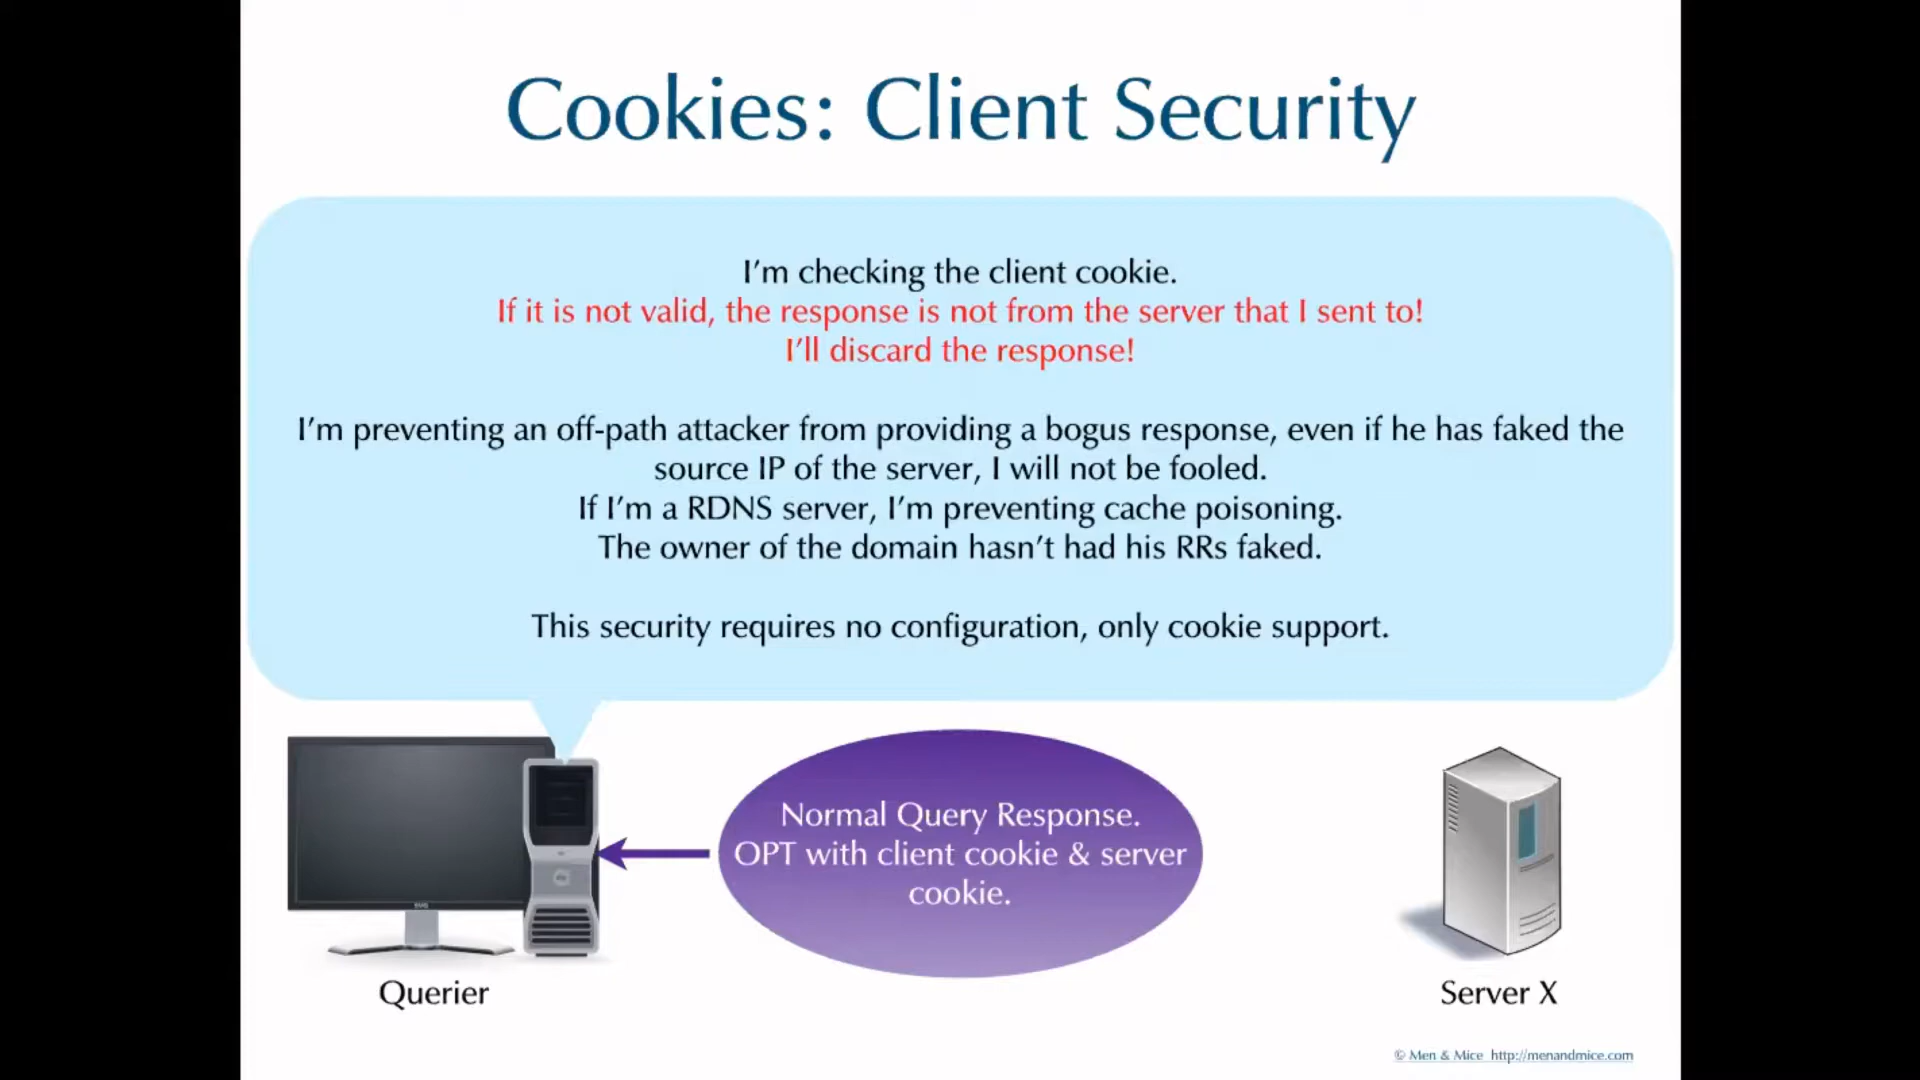 Cookies: Client Security
I'm checking the client cookie.
If it is not valid, the response is not from the server that I sent to!
I'll discard the response!
I'm preventing an off-path attacker from providing a bogus response, even if he has faked the
source IP of the server, I will not be fooled.
If I'm a RDNS server, I'm preventing cache poisoning.
The owner of the domain hasn't had his RRs faked.
This security requires no configuration, only cookie support.
Normal Query Response.
OPT with client cookie & server
cookie.
Querier
Server X
© Men & Mice http://menandmice.com